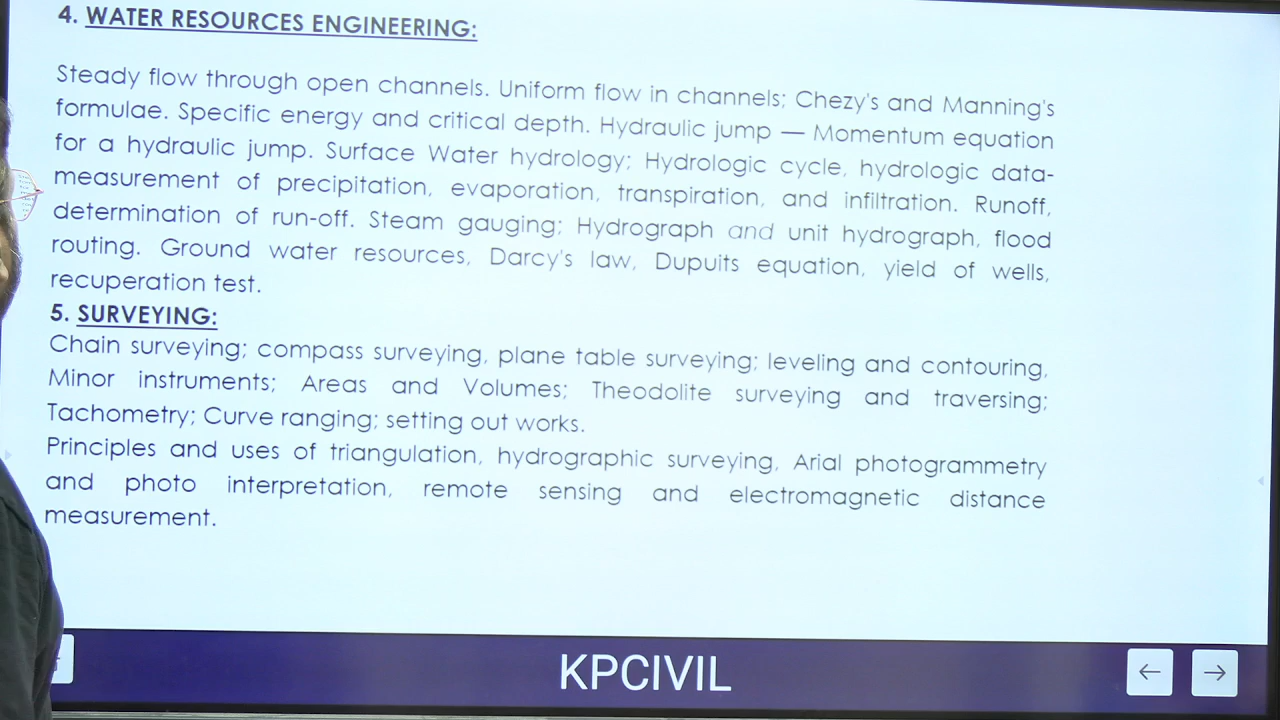 4. WATER RESOURCES ENGINEERING:
Steady flow through open channels. Uniform flow in channels; Chezy's and Manning's
formulae. Specific energy and critical depth. Hydraulic jump — Momentum equation
for a hydraulic jump. Surface Water hydrology; Hydrologic cycle, hydrologic data-
measurement of precipitation, evaporation, transpiration, and infiltration. Runoff,
determination of run-off. Steam gauging; Hydrograph and unit hydrograph, flood
routing. Ground water resources, Darcy's law, Dupuits equation, yield of wells,
recuperation test.
5. SURVEYING:
Chain surveying; compass surveying, plane table surveying; leveling and contouring,
Minor instruments; Areas and Volumes; Theodolite surveying and traversing;
Tachometry; Curve ranging; setting out works.
Principles and uses of triangulation, hydrographic surveying, Arial photogrammetry
and photo interpretation, remote sensing and electromagnetic distance
measurement.
KPCIVIL